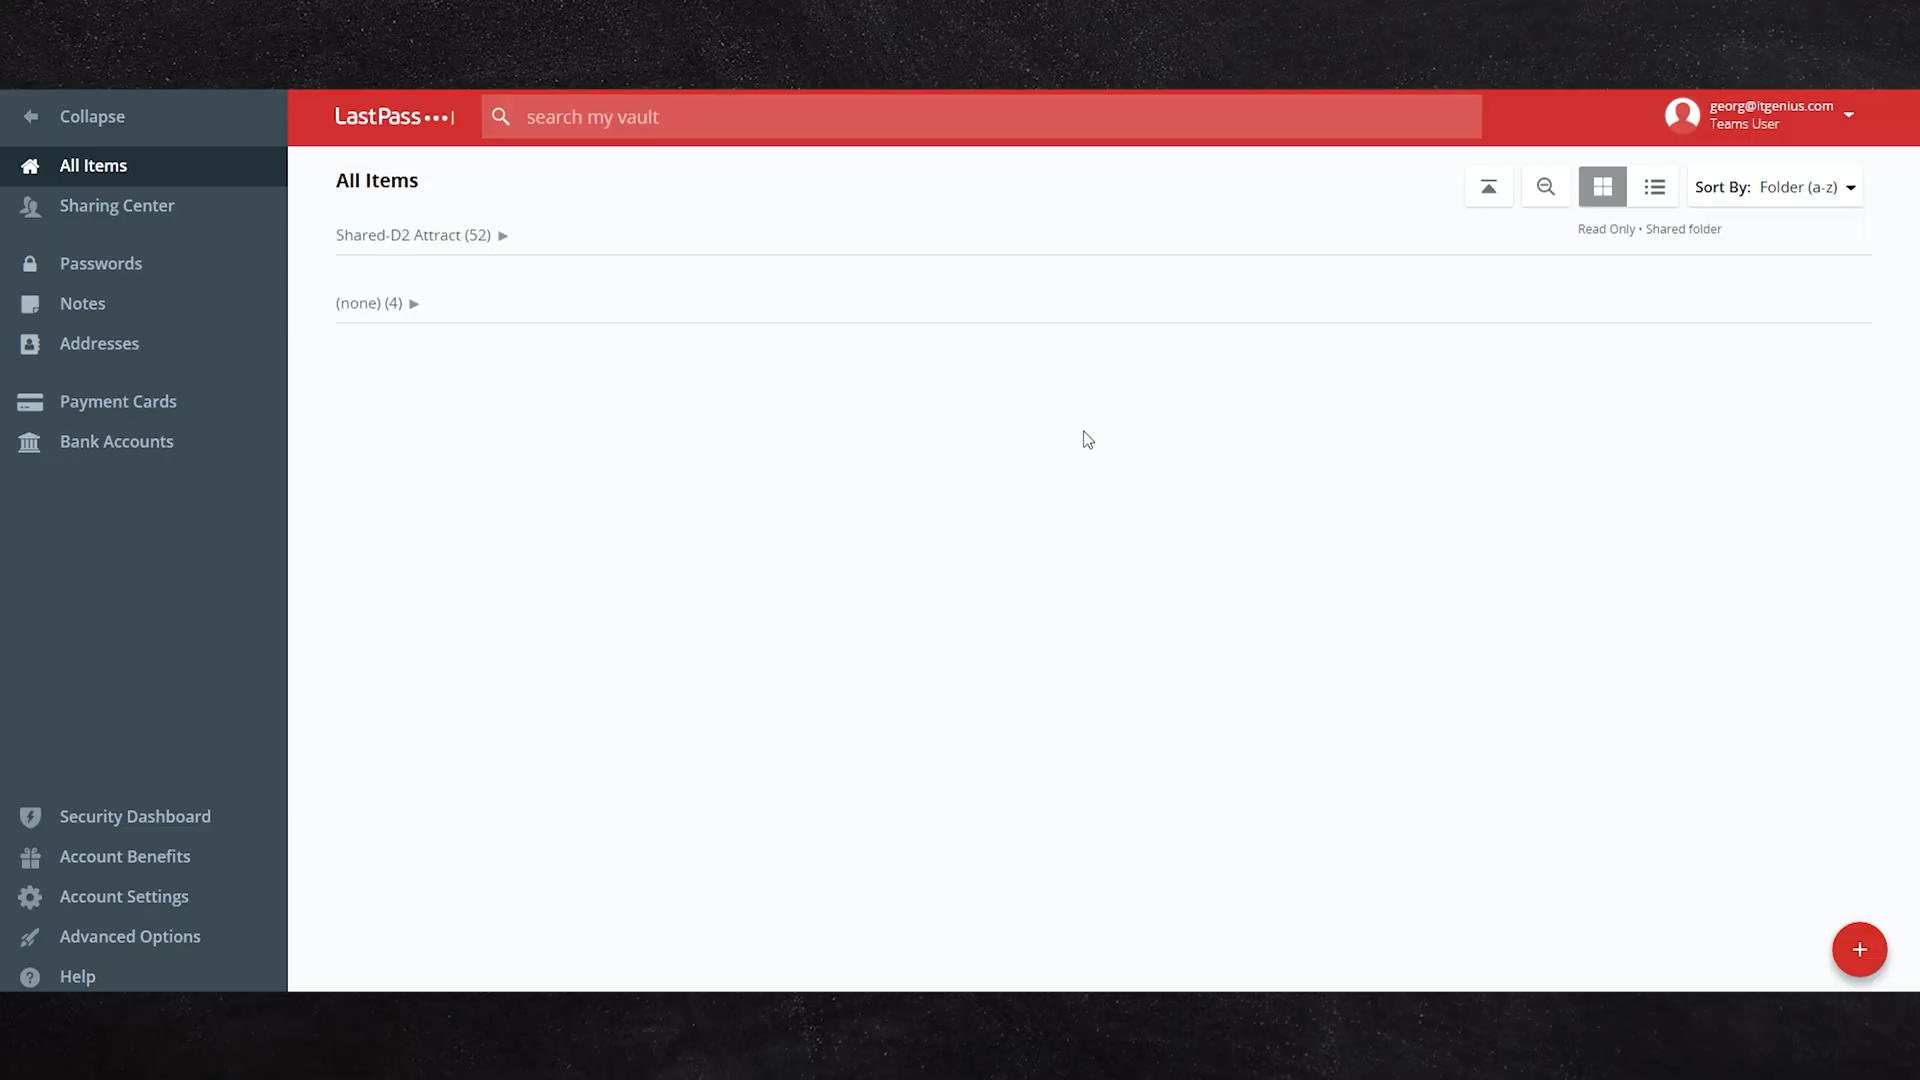 Collapse
LastPass
search my vault
georg@itgenius.com
Teams User
All Items
Sharing Center
Passwords
Notes
Addresses
Payment Cards
Bank Accounts
Security Dashboard
Account Benefits
Account Settings
Advanced Options
Help
All Items
Sort By: Folder (a-z)
Shared-D2 Attract (52)
Read Only • Shared folder
(none) (4)